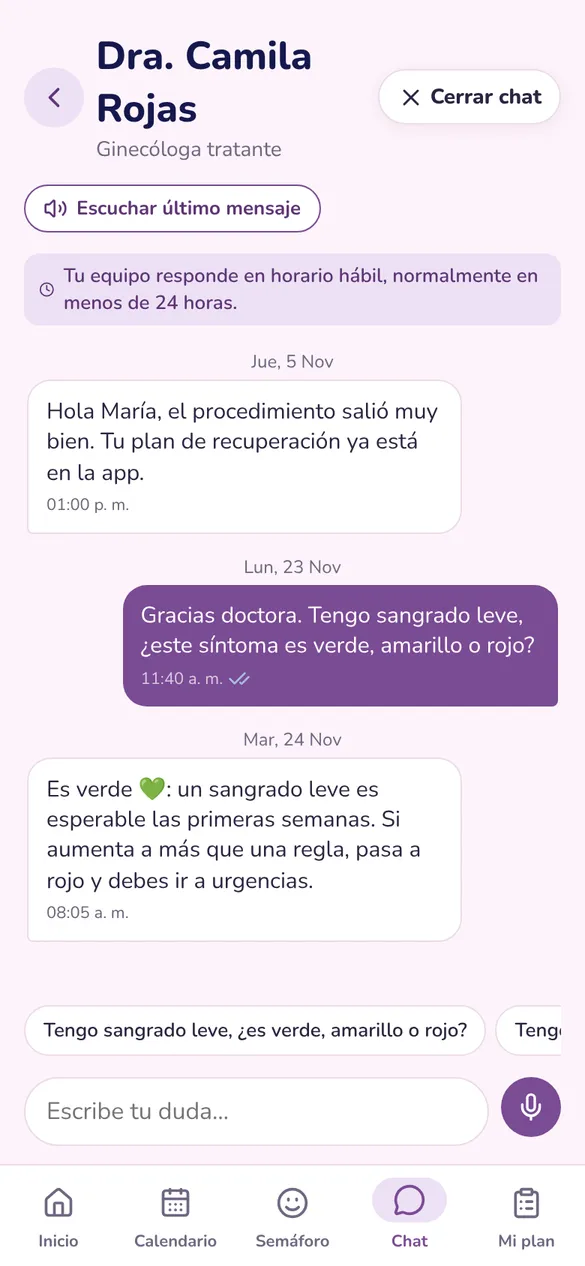 Dra. Camila
Rojas
Ginecóloga tratante
Cerrar chat
Escuchar último mensaje
Tu equipo responde en horario hábil, normalmente en
menos de 24 horas.
Jue, 5 Nov
Hola María, el procedimiento salió muy
bien. Tu plan de recuperación ya está
en la app.
01:00 p. m.
Lun, 23 Nov
Gracias doctora. Tengo sangrado leve,
¿este síntoma es verde, amarillo o rojo?
11:40 a. m.
Mar, 24 Nov
Es verde 💚: un sangrado leve es
esperable las primeras semanas. Si
aumenta a más que una regla, pasa a
rojo y debes ir a urgencias.
08:05 a. m.
Tengo sangrado leve, ¿es verde, amarillo o rojo?
Escribe tu duda...
Inicio
Calendario
Semáforo
Chat
Mi plan